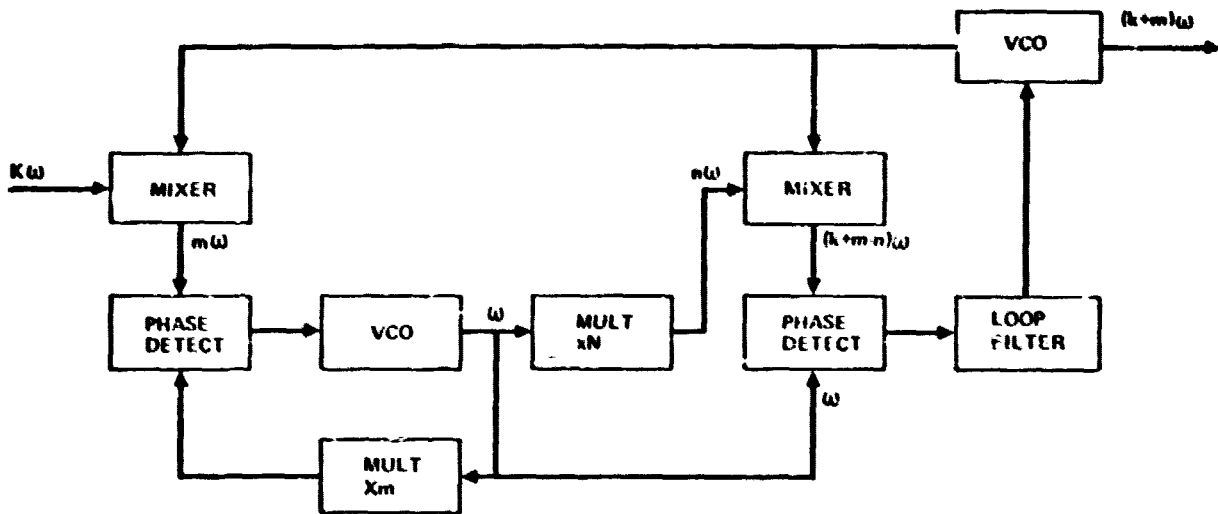 VCO
(k+m)ω
Kω
MIXER
nω
MIXER
mω
(k+m-n)ω
PHASE
DETECT
VCO
ω
MULT
xN
PHASE
DETECT
LOOP
FILTER
ω
MULT
Xm